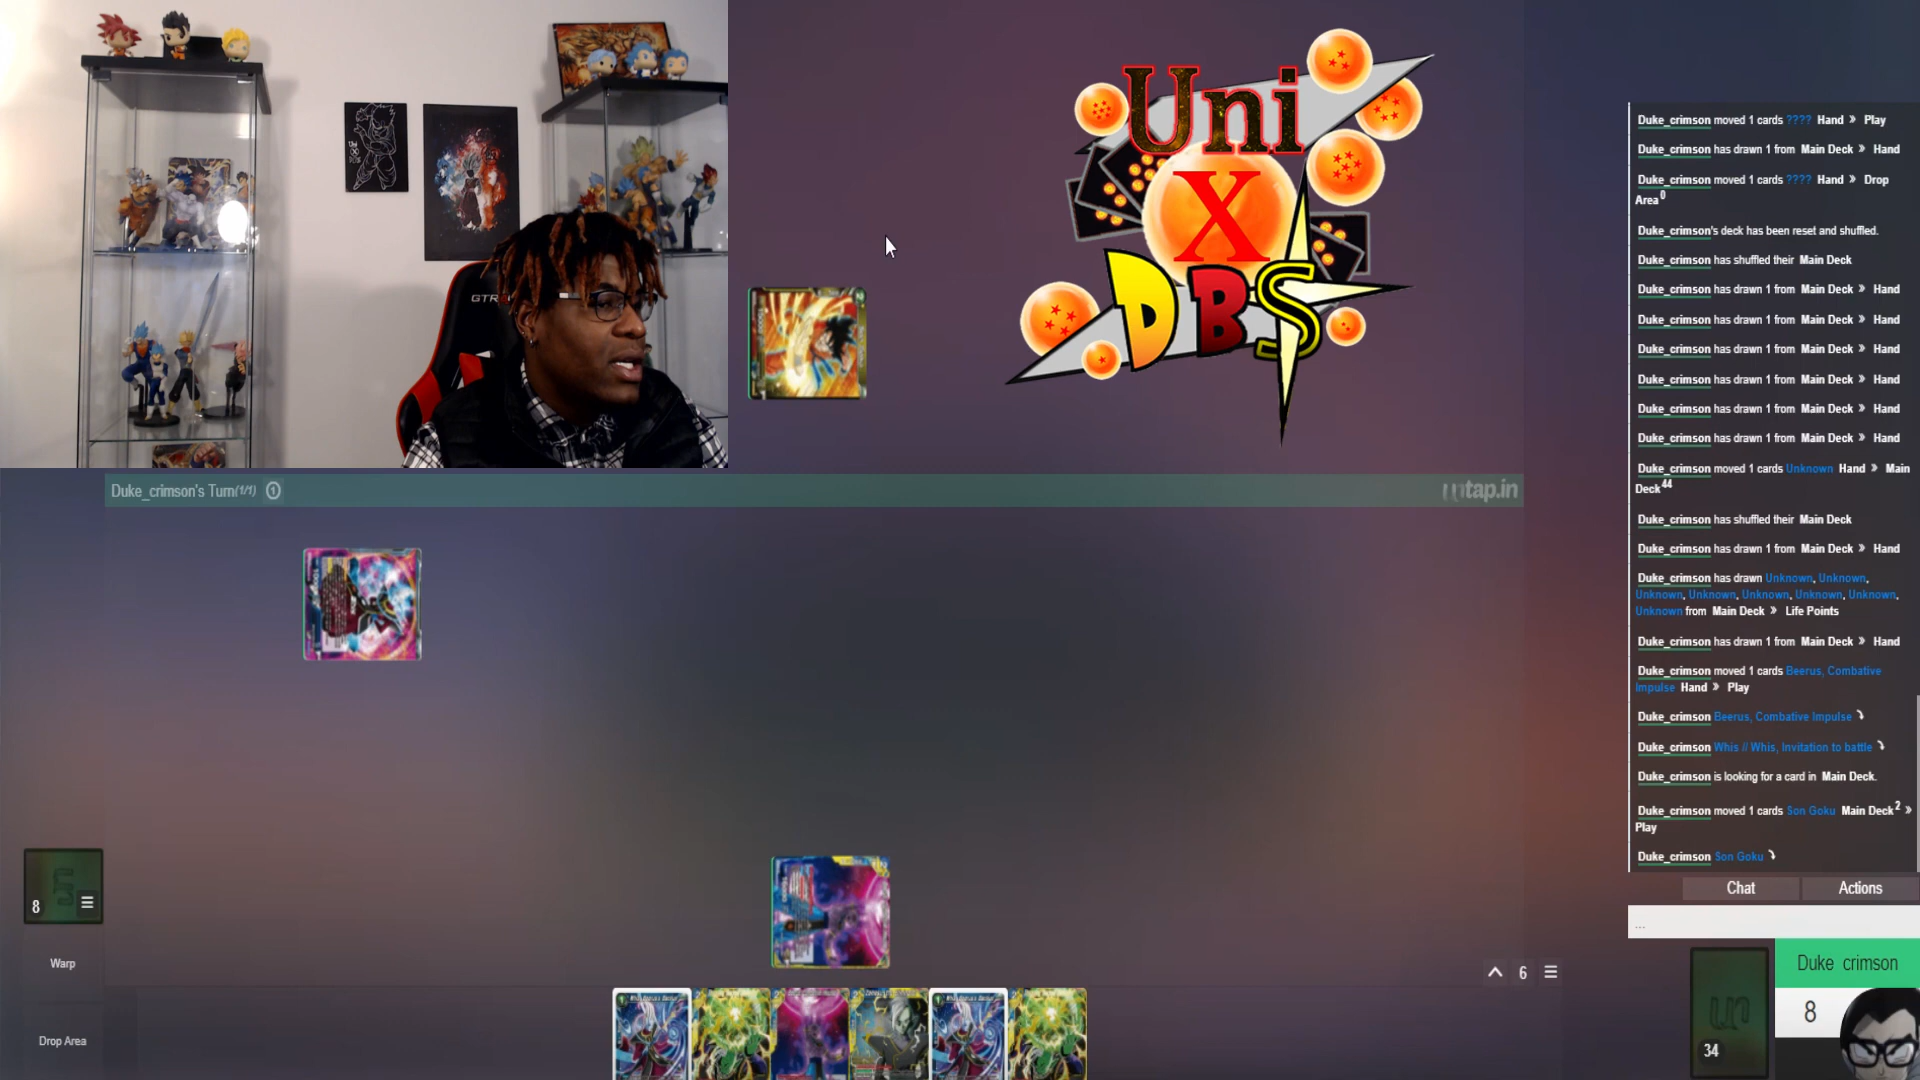 Uni
X
DBS
GTR
Duke_crimson's Turn(1/1) 1
untap.in
8
Warp
Drop Area
6
Duke_crimson moved 1 cards ???? Hand » Play
Duke_crimson has drawn 1 from Main Deck » Hand
Duke_crimson moved 1 cards ???? Hand » Drop
Area 0
Duke_crimson's deck has been reset and shuffled.
Duke_crimson has shuffled their Main Deck
Duke_crimson has drawn 1 from Main Deck » Hand
Duke_crimson has drawn 1 from Main Deck » Hand
Duke_crimson has drawn 1 from Main Deck » Hand
Duke_crimson has drawn 1 from Main Deck » Hand
Duke_crimson has drawn 1 from Main Deck » Hand
Duke_crimson has drawn 1 from Main Deck » Hand
Duke_crimson moved 1 cards Unknown Hand » Main
Deck 44
Duke_crimson has shuffled their Main Deck
Duke_crimson has drawn 1 from Main Deck » Hand
Duke_crimson has drawn Unknown, Unknown,
Unknown, Unknown, Unknown, Unknown, Unknown,
Unknown from Main Deck » Life Points
Duke_crimson has drawn 1 from Main Deck » Hand
Duke_crimson moved 1 cards Beerus, Combative
Impulse Hand » Play
Duke_crimson Beerus, Combative Impulse
Duke_crimson Whis // Whis, Invitation to battle
Duke_crimson is looking for a card in Main Deck.
Duke_crimson moved 1 cards Son Goku Main Deck 2 »
Play
Duke_crimson Son Goku
Chat Actions
...
Duke crimson
8
34